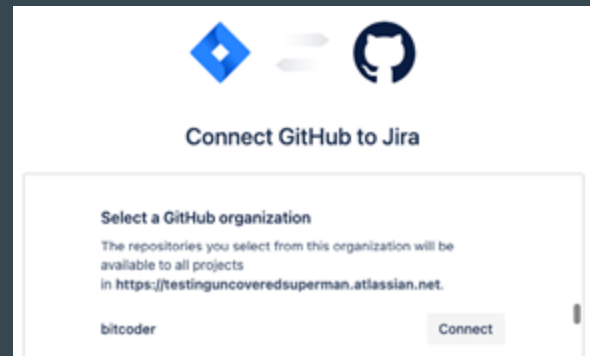 Connect GitHub to Jira
Select a GitHub organization
The repositories you select from this organization will be
available to all projects
in https://testinguncoveredsuperman.atlassian.net.
bitcoder Connect